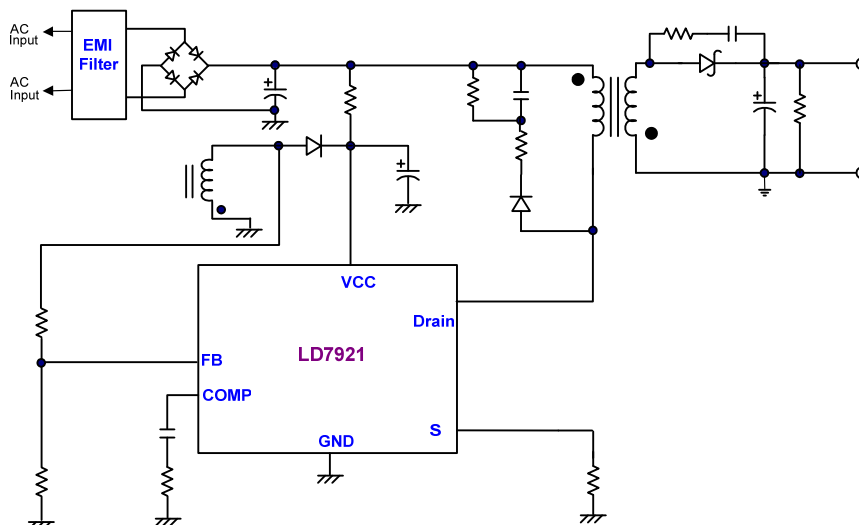 AC
Input
EMI
Filter
AC
Input
VCC
Drain
LD7921
FB
COMP
S
GND